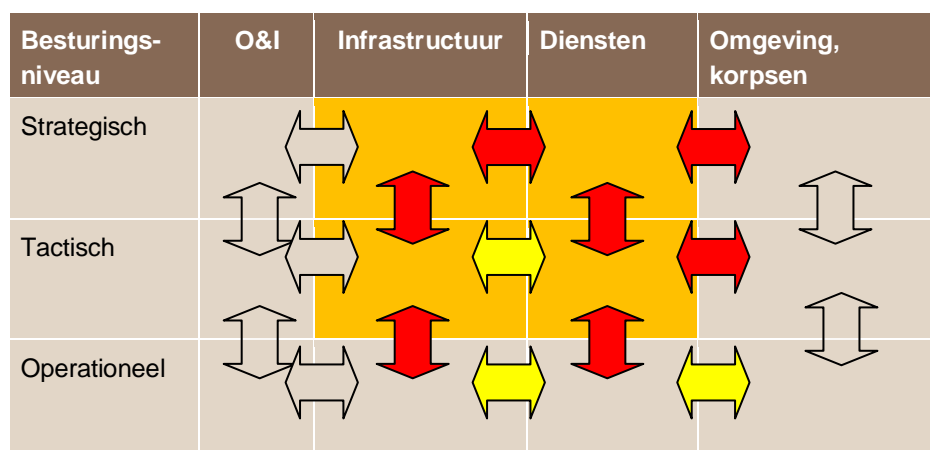 Besturings-
niveau
O&I
Infrastructuur
Diensten
Omgeving,
korpsen
Strategisch
Tactisch
Operationeel